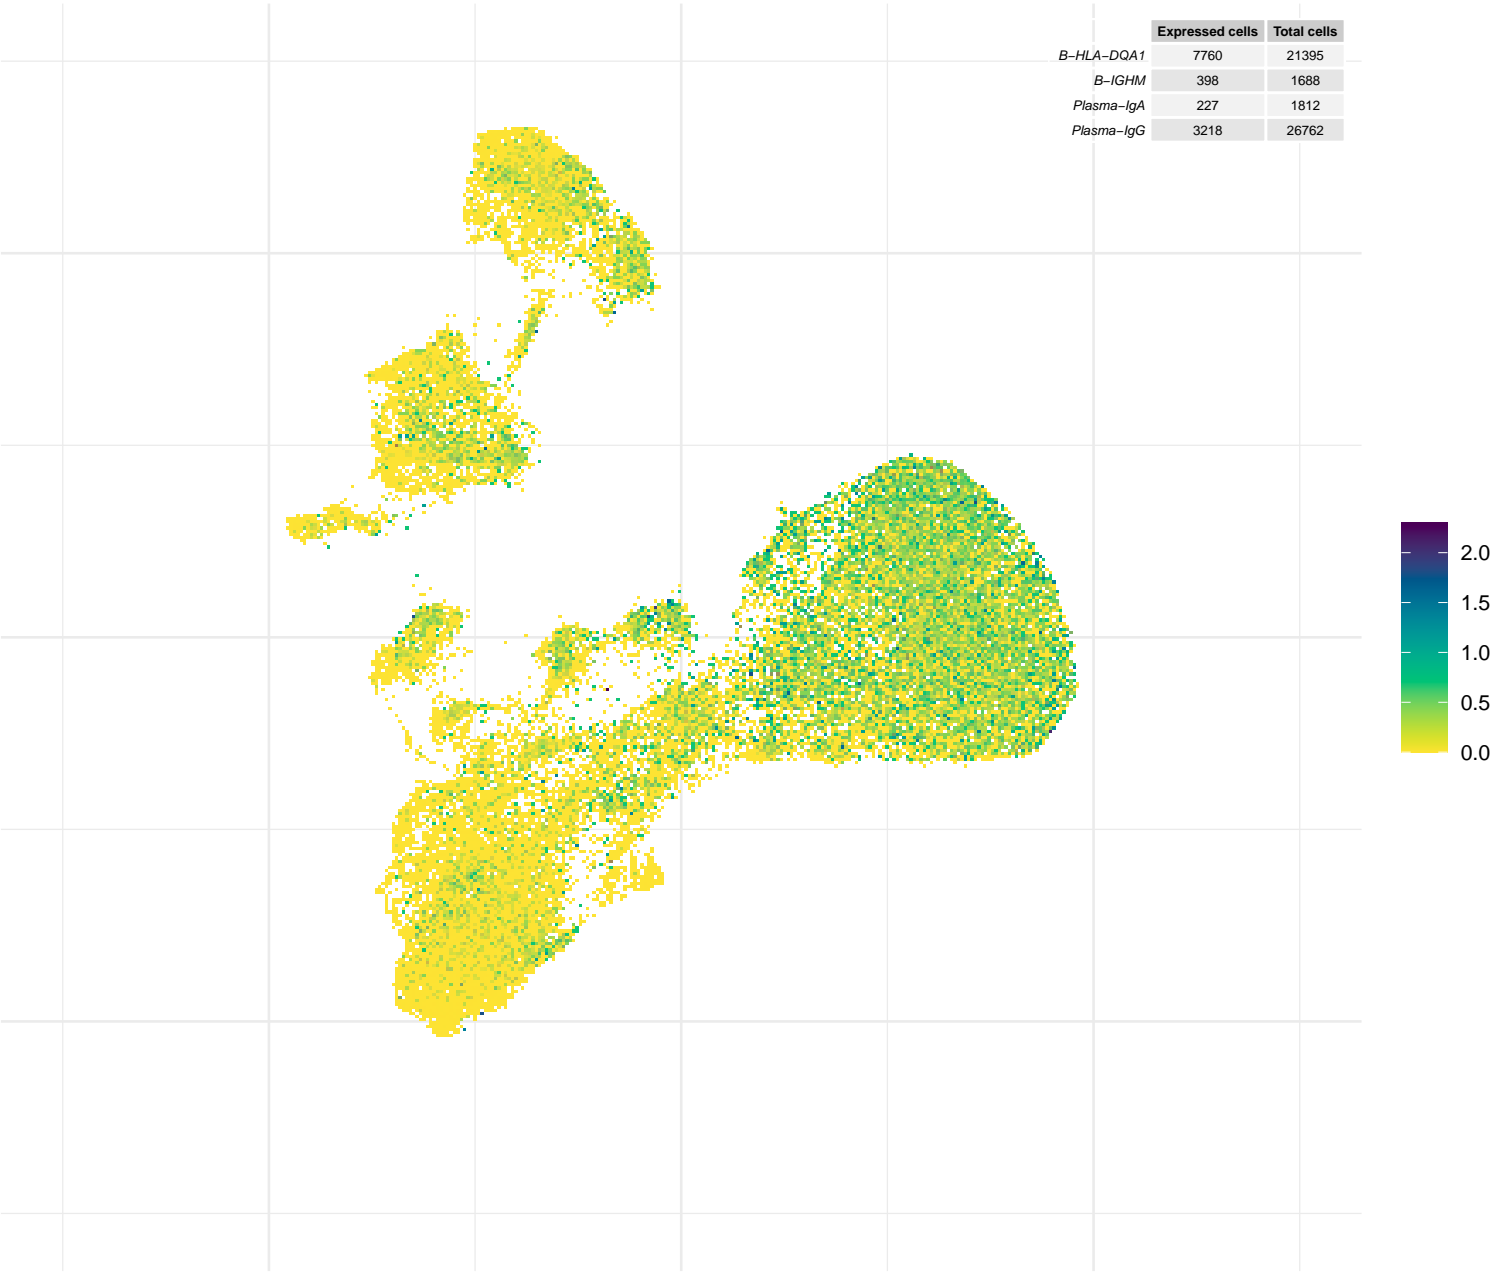 Expressed cells Total cells
B−HLA−DQA1 7760 21395
B−IGHM 398 1688
Plasma−IgA 227 1812
Plasma−IgG 3218 26762
2.0
1.5
1.0
0.5
0.0